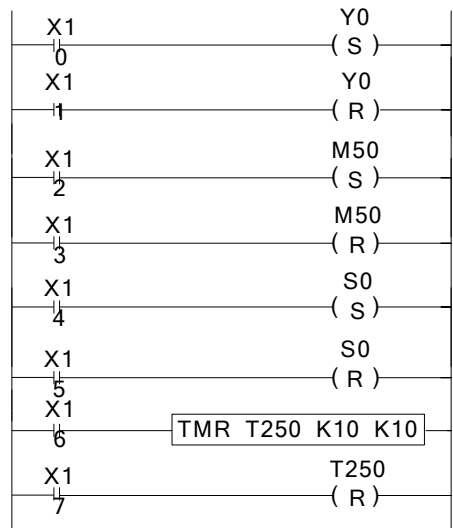 X1 Y0
0 ( S )
X1 Y0
1 ( R )
X1 M50
2 ( S )
X1 M50
3 ( R )
X1 S0
4 ( S )
X1 S0
5 ( R )
X1
6 TMR T250 K10 K10
X1 T250
7 ( R )